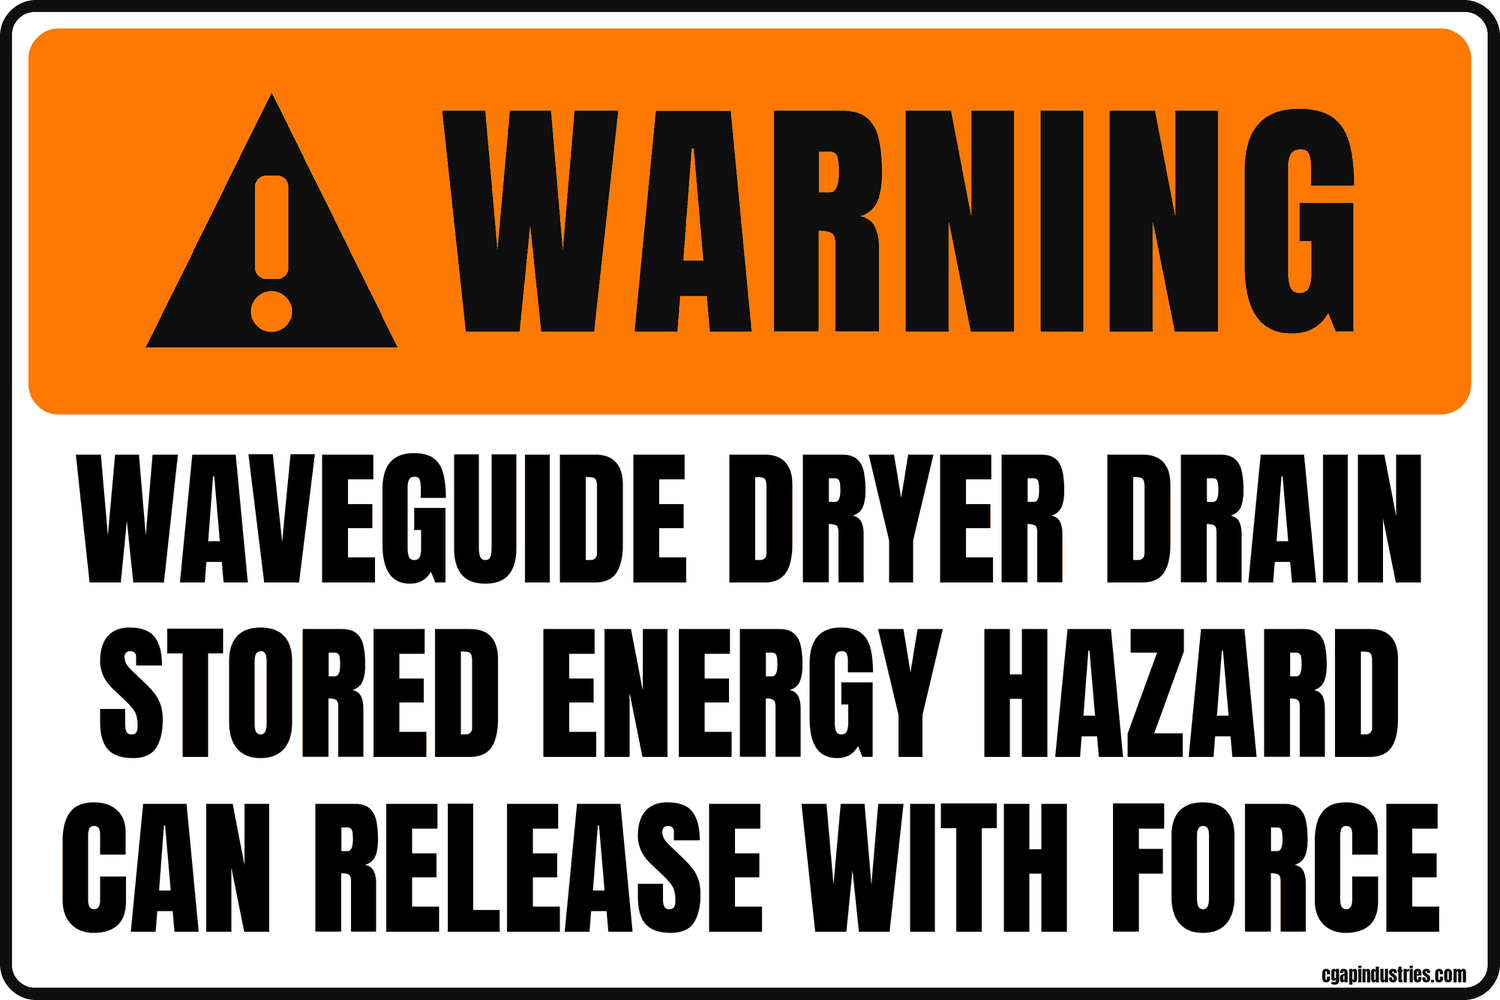 WARNING
WAVEGUIDE DRYER DRAIN
STORED ENERGY HAZARD
CAN RELEASE WITH FORCE
cgapindustries.com